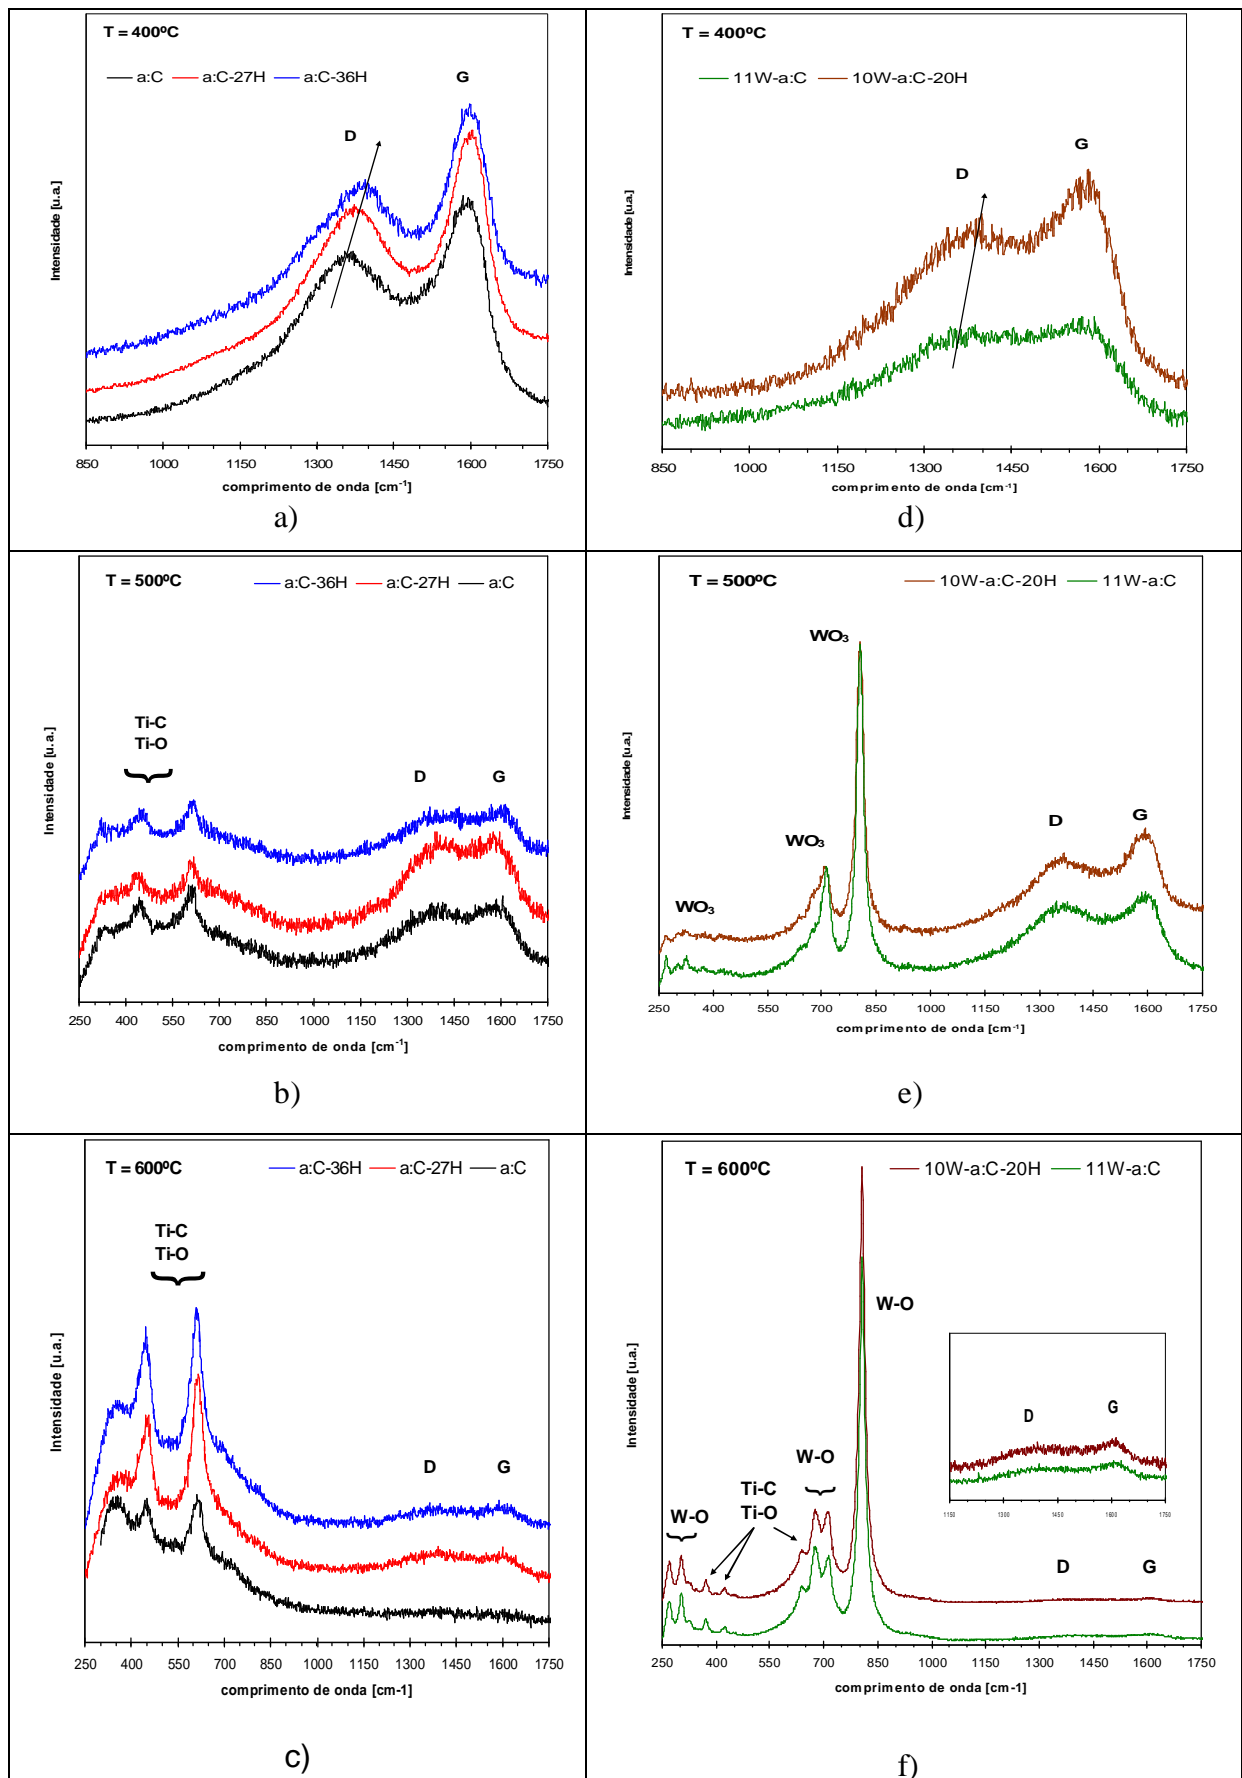 T = 400ºC
a:C a:C-27H a:C-36H
G
D
Intensidade [u.a.]
850 1000 1150 1300 1450 1600 1750
comprimento de onda [cm-1]
a)
T = 400ºC
11W-a:C 10W-a:C-20H
G
D
Intensidade [u.a.]
850 1000 1150 1300 1450 1600 1750
comprimento de onda [cm-1]
d)
T = 500ºC
a:C-36H a:C-27H a:C
Ti-C
Ti-O
D G
Intensidade [u.a.]
250 400 550 700 850 1000 1150 1300 1450 1600 1750
comprimento de onda [cm-1]
b)
T = 500ºC
10W-a:C-20H 11W-a:C
WO3
WO3
WO3
D G
Intensidade [u.a.]
250 400 550 700 850 1000 1150 1300 1450 1600 1750
comprimento de onda [cm-1]
e)
T = 600ºC
a:C-36H a:C-27H a:C
Ti-C
Ti-O
D G
Intensidade [u.a.]
250 400 550 700 850 1000 1150 1300 1450 1600 1750
comprimento de onda [cm-1]
c)
T = 600ºC
10W-a:C-20H 11W-a:C
W-O
D G
1150 1300 1450 1600 1750
W-O
Ti-C
Ti-O
W-O
D G
Intensidade [u.a.]
250 400 550 700 850 1000 1150 1300 1450 1600 1750
comprimento de onda [cm-1]
f)